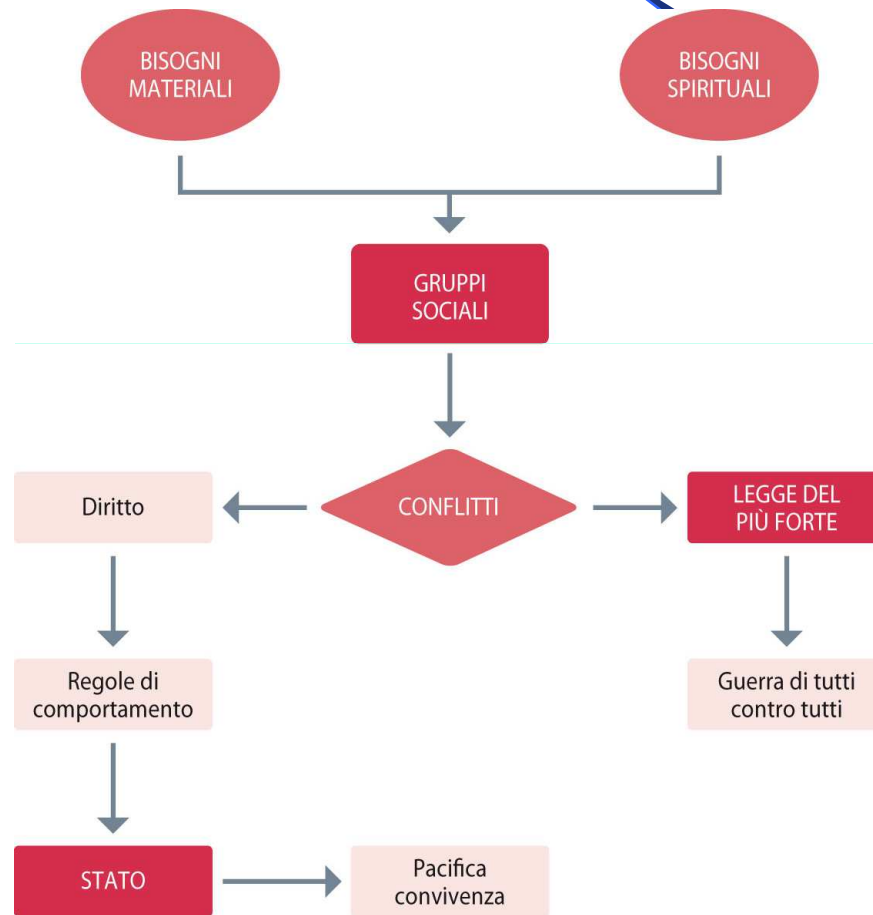 BISOGNI
MATERIALI
BISOGNI
SPIRITUALI
GRUPPI
SOCIALI
Diritto
CONFLITTI
LEGGE DEL
PIÙ FORTE
Regole di
comportamento
Guerra di tutti
contro tutti
STATO
Pacifica
convivenza